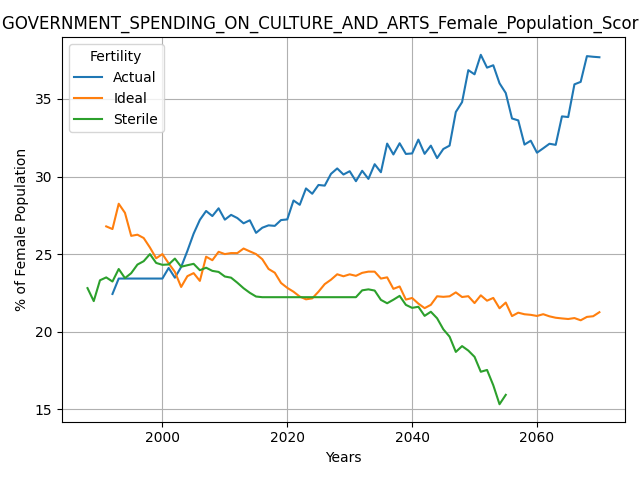 GOVERNMENT_SPENDING_ON_CULTURE_AND_ARTS_Female_Population_Scor
Fertility
Actual
Ideal
Sterile
% of Female Population
35
30
25
20
15
2000 2020 2040 2060
Years